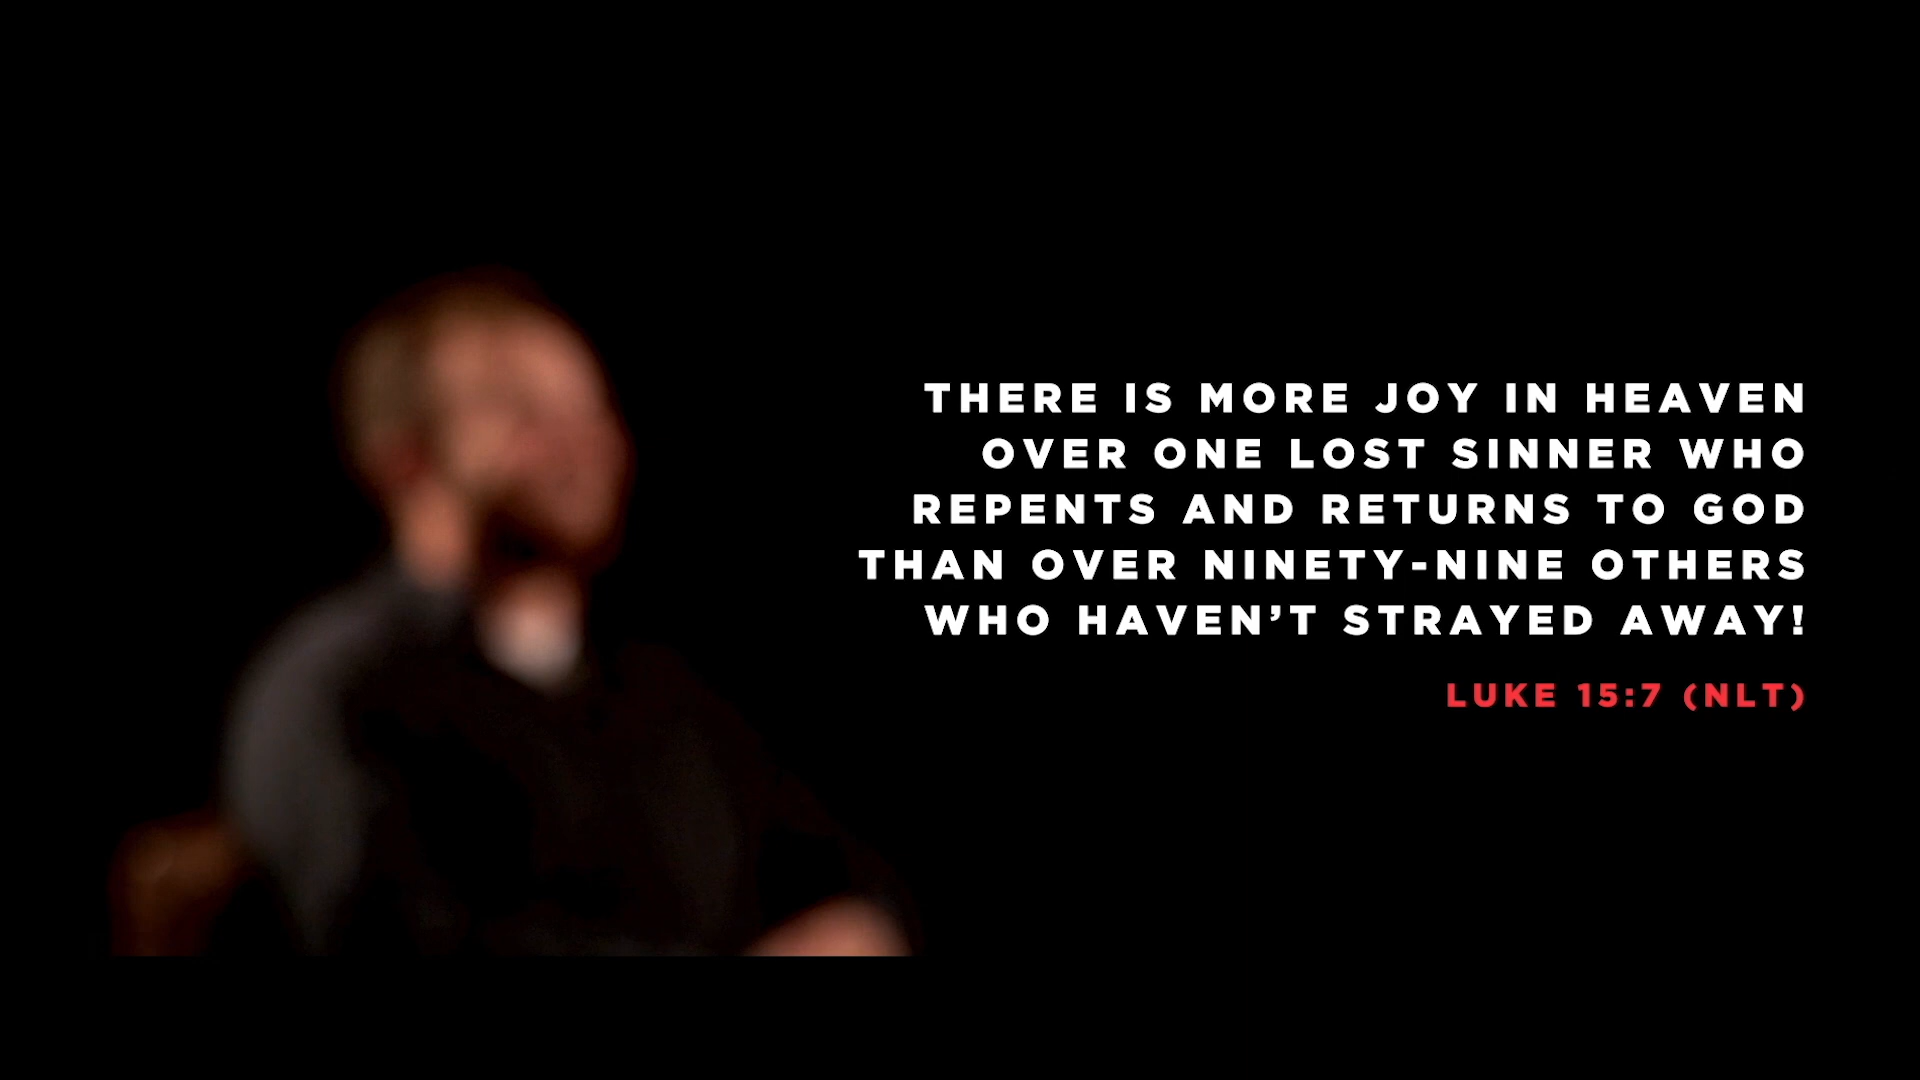 THERE IS MORE JOY IN HEAVEN
OVER ONE LOST SINNER WHO
REPENTS AND RETURNS TO GOD
THAN OVER NINETY-NINE OTHERS
WHO HAVEN’T STRAYED AWAY!
LUKE 15:7 (NLT)